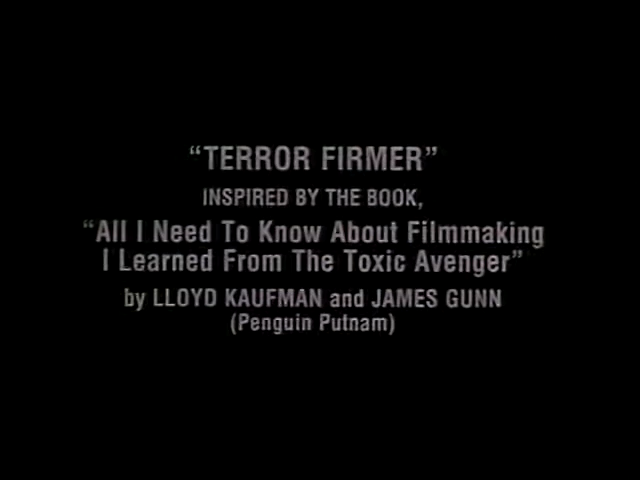 “TERROR FIRMER”
INSPIRED BY THE BOOK,
“All I Need To Know About Filmmaking
I Learned From The Toxic Avenger”
by LLOYD KAUFMAN and JAMES GUNN
(Penguin Putnam)